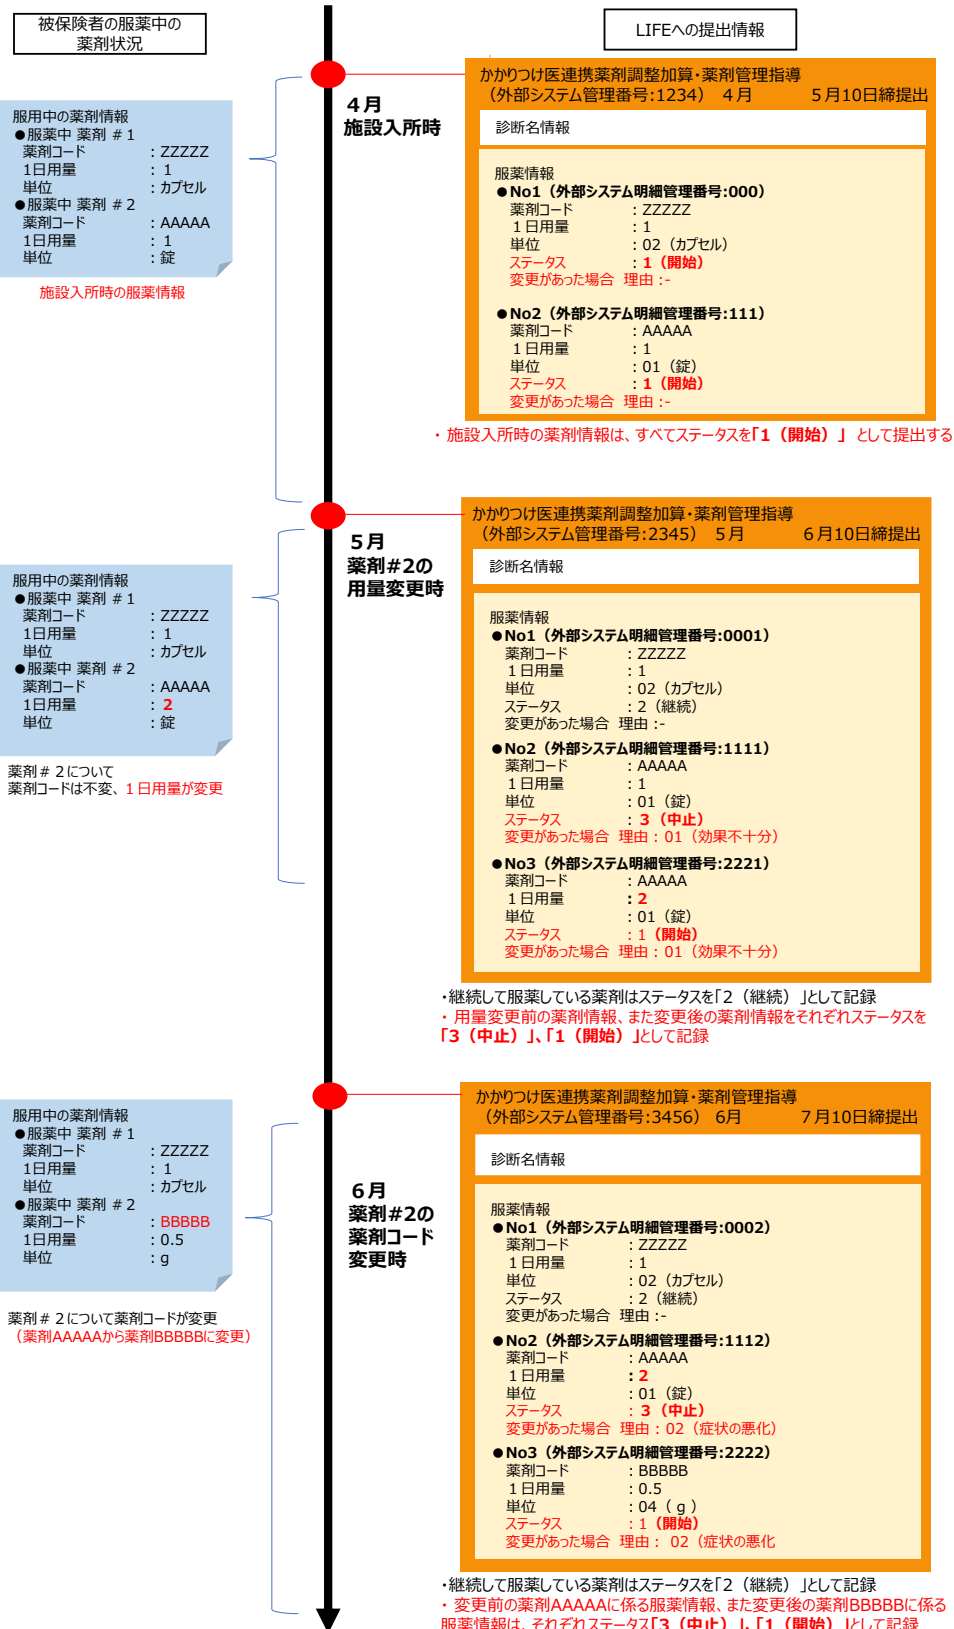 被保険者の服薬中の
薬剤状況
LIFEへの提出情報
4月
施設入所時
服用中の薬剤情報
●服薬中 薬剤 #1
薬剤コード : ZZZZZ
1日用量 : 1
単位 : カプセル
●服薬中 薬剤 #2
薬剤コード : AAAAA
1日用量 : 1
単位 : 錠
施設入所時の服薬情報
かかりつけ医連携薬剤調整加算・薬剤管理指導
（外部システム管理番号:1234） 4月 5月10日締提出
診断名情報
服薬情報
●No1（外部システム明細管理番号:000）
薬剤コード : ZZZZZ
1日用量 : 1
単位 : 02（カプセル）
ステータス : 1（開始）
変更があった場合 理由 :-
●No2（外部システム明細管理番号:111）
薬剤コード : AAAAA
1日用量 : 1
単位 : 01（錠）
ステータス : 1（開始）
変更があった場合 理由 :-
・施設入所時の薬剤情報は、すべてステータスを「1（開始）」として提出する
5月
薬剤#2の
用量変更時
服用中の薬剤情報
●服薬中 薬剤 #1
薬剤コード : ZZZZZ
1日用量 : 1
単位 : カプセル
●服薬中 薬剤 #2
薬剤コード : AAAAA
1日用量 : 2
単位 : 錠
薬剤#2について
薬剤コードは不変、1日用量が変更
かかりつけ医連携薬剤調整加算・薬剤管理指導
（外部システム管理番号:2345） 5月 6月10日締提出
診断名情報
服薬情報
●No1（外部システム明細管理番号:0001）
薬剤コード : ZZZZZ
1日用量 : 1
単位 : 02（カプセル）
ステータス : 2（継続）
変更があった場合 理由 :-
●No2（外部システム明細管理番号:1111）
薬剤コード : AAAAA
1日用量 : 1
単位 : 01（錠）
ステータス : 3（中止）
変更があった場合 理由 : 01（効果不十分）
●No3（外部システム明細管理番号:2221）
薬剤コード : AAAAA
1日用量 : 2
単位 : 01（錠）
ステータス : 1（開始）
変更があった場合 理由 : 01（効果不十分）
・継続して服薬している薬剤はステータスを「2（継続）」として記録
・用量変更前の薬剤情報、また変更後の薬剤情報をそれぞれステータスを
「3（中止）」、「1（開始）」として記録
6月
薬剤#2の
薬剤コード
変更時
服用中の薬剤情報
●服薬中 薬剤 #1
薬剤コード : ZZZZZ
1日用量 : 1
単位 : カプセル
●服薬中 薬剤 #2
薬剤コード : BBBBB
1日用量 : 0.5
単位 : g
薬剤#2について薬剤コードが変更
（薬剤AAAAAから薬剤BBBBBに変更）
かかりつけ医連携薬剤調整加算・薬剤管理指導
（外部システム管理番号:3456） 6月 7月10日締提出
診断名情報
服薬情報
●No1（外部システム明細管理番号:0002）
薬剤コード : ZZZZZ
1日用量 : 1
単位 : 02（カプセル）
ステータス : 2（継続）
変更があった場合 理由 :-
●No2（外部システム明細管理番号:1112）
薬剤コード : AAAAA
1日用量 : 2
単位 : 01（錠）
ステータス : 3（中止）
変更があった場合 理由 : 02（症状の悪化）
●No3（外部システム明細管理番号:2222）
薬剤コード : BBBBB
1日用量 : 0.5
単位 : 04（ g ）
ステータス : 1（開始）
変更があった場合 理由 : 02（症状の悪化
・継続して服薬している薬剤はステータスを「2（継続）」として記録
・変更前の薬剤AAAAAに係る服薬情報、また変更後の薬剤BBBBBに係る
服薬情報は、それぞれステータス「3（中止）」、「1（開始）」として記録